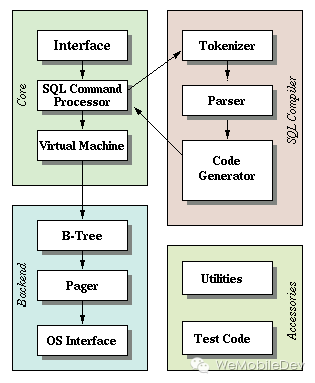 Interface
SQL Command
Processor
Virtual Machine
Core
Tokenizer
Parser
Code
Generator
SQL Compiler
B-Tree
Pager
OS Interface
Backend
Utilities
Test Code
Accessories
WeMobileDev